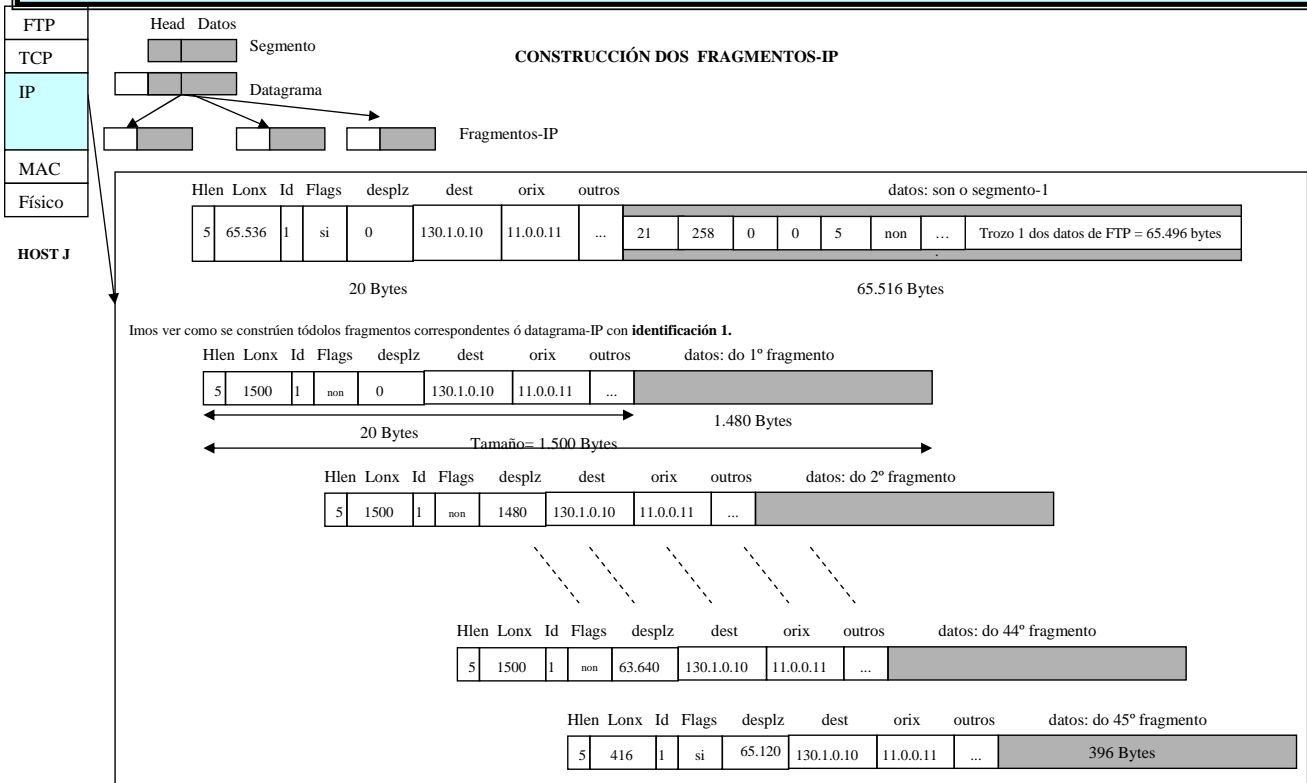 FTP
TCP
IP
MAC
Físico
HOST J
Head Datos
Segmento
Datagrama
Fragmentos-IP
CONSTRUCCIÓN DOS FRAGMENTOS-IP
Hlen Lonx Id Flags desplz dest orix outros datos: son o segmento-1
5 65.536 1 si 0 130.1.0.10 11.0.0.11 ... 21 258 0 0 5 non … Trozo 1 dos datos de FTP = 65.496 bytes
20 Bytes 65.516 Bytes
Imos ver como se constrúen tódolos fragmentos correspondentes ó datagrama-IP con identificación 1.
Hlen Lonx Id Flags desplz dest orix outros datos: do 1º fragmento
5 1500 1 non 0 130.1.0.10 11.0.0.11 ...
20 Bytes 1.480 Bytes
Tamaño= 1.500 Bytes
Hlen Lonx Id Flags desplz dest orix outros datos: do 2º fragmento
5 1500 1 non 1480 130.1.0.10 11.0.0.11 ...
Hlen Lonx Id Flags desplz dest orix outros datos: do 44º fragmento
5 1500 1 non 63.640 130.1.0.10 11.0.0.11 ...
Hlen Lonx Id Flags desplz dest orix outros datos: do 45º fragmento
5 416 1 si 65.120 130.1.0.10 11.0.0.11 ... 396 Bytes